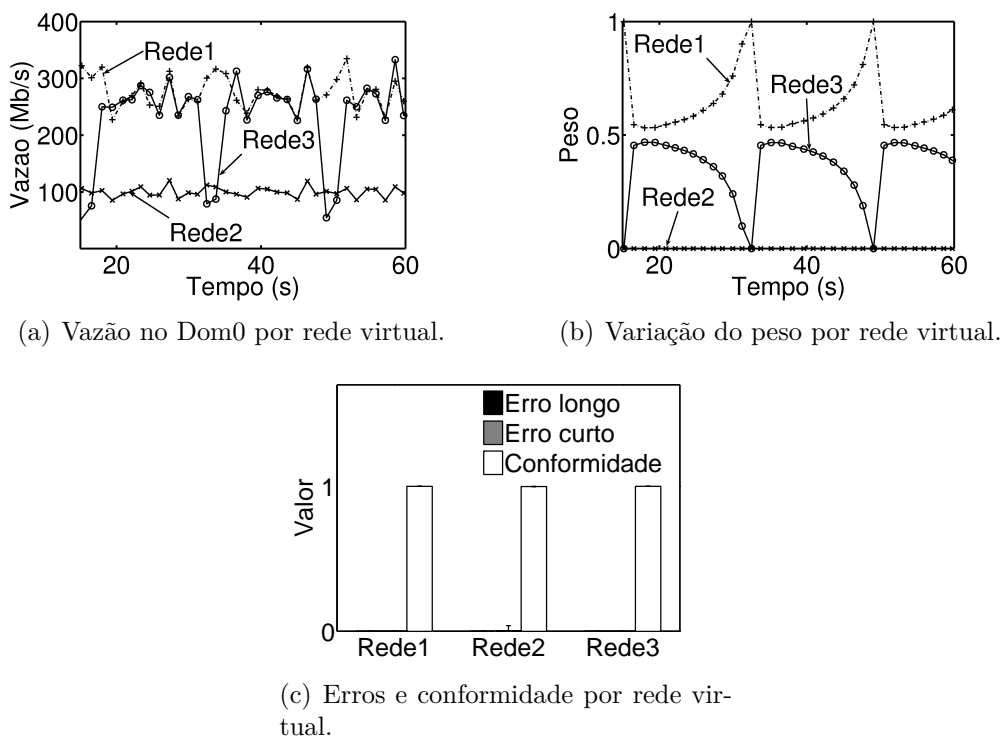 400
300
200
100
Vazao (Mb/s)
Rede1
Rede3
Rede2
20
40
60
Tempo (s)
(a) Vazão no Dom0 por rede virtual.
1
0.5
0
Peso
Rede1
Rede3
Rede2
20
40
60
Tempo (s)
(b) Variação do peso por rede virtual.
Erro longo
Erro curto
Conformidade
1
0
Valor
Rede1
Rede2
Rede3
(c) Erros e conformidade por rede vir-
tual.